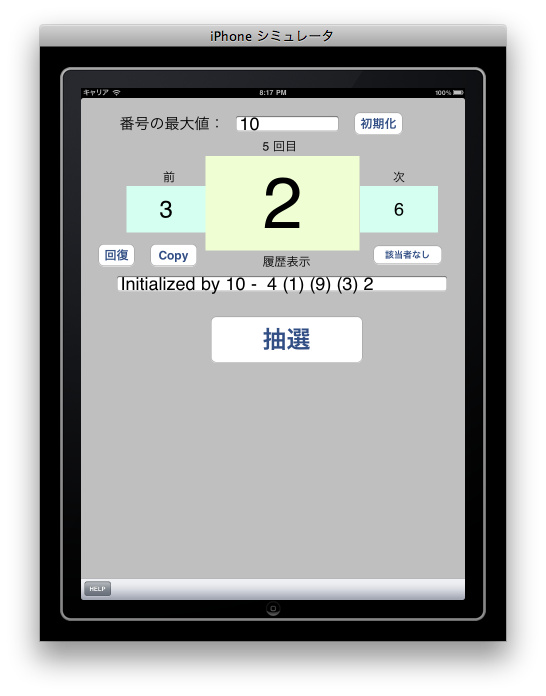 iPhone シミュレータ
キャリア 8:17 PM 100%
番号の最大値： 10 初期化
5 回目
前 次
3 2 6
回復 Copy 履歴表示 該当者なし
Initialized by 10 - 4 (1) (9) (3) 2
抽選
HELP